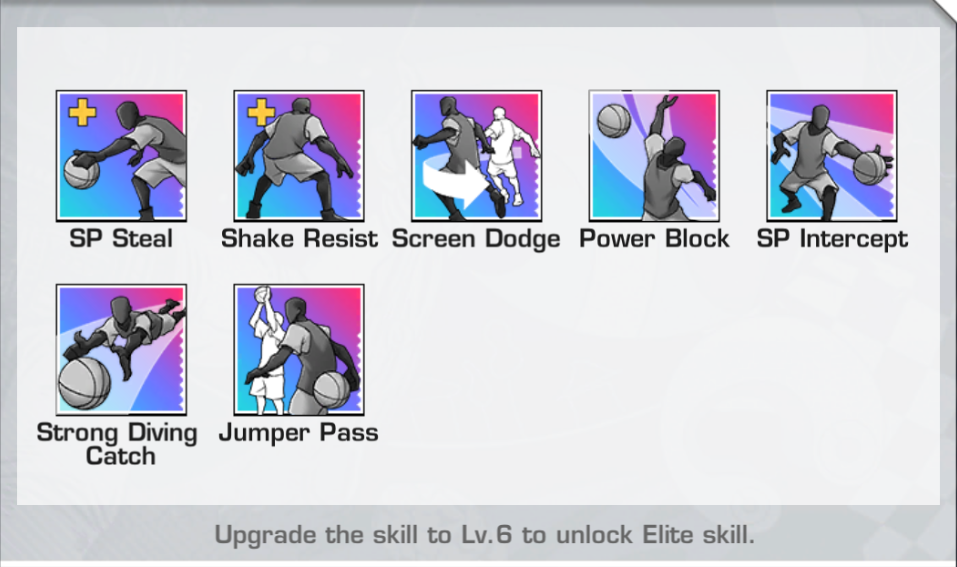 SP Steal
Shake Resist
Screen Dodge
Power Block
SP Intercept
Strong Diving
Catch
Jumper Pass
Upgrade the skill to Lv.6 to unlock Elite skill.